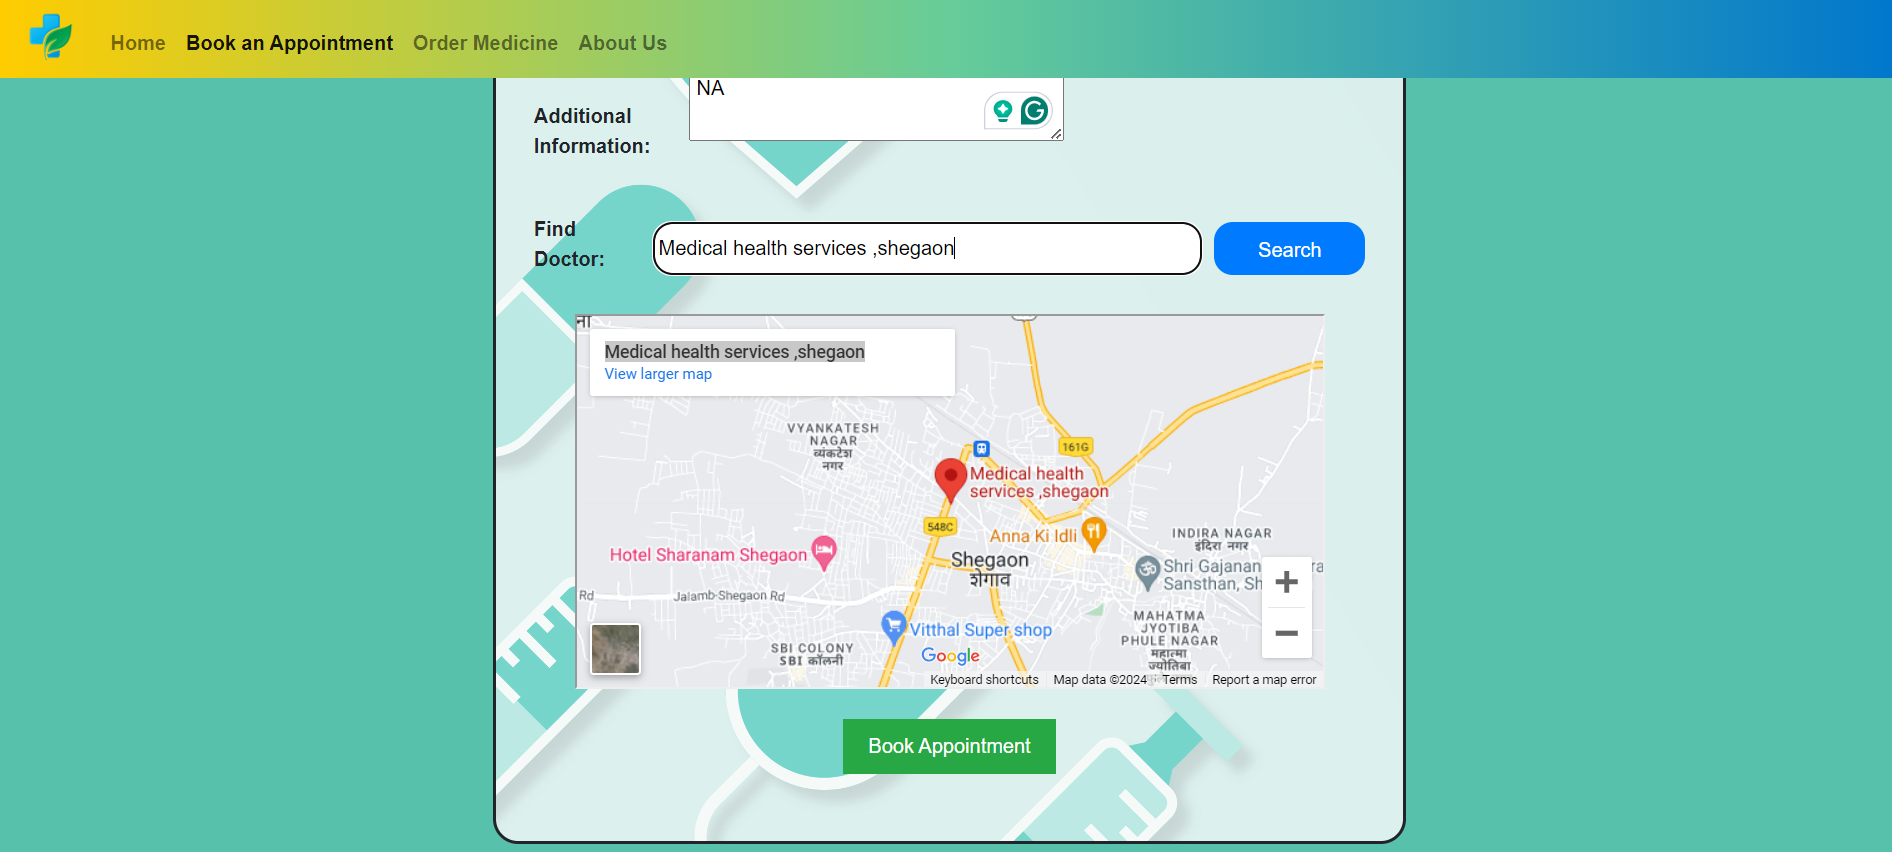 Home Book an Appointment Order Medicine About Us
NA
Additional
Information:
Find
Doctor:
Medical health services ,shegaon
Search
ना
Medical health services ,shegaon
View larger map
VYANKATESH
NAGAR
व्यंकटेश
नगर
161G
Medical health
services ,shegaon
548C
Anna Ki Idli
INDIRA NAGAR
इंदिरा नगर
Hotel Sharanam Shegaon
Shegaon
शेगाव
Shri Gajanan
Sansthan, Sh
Rd
Jalamb-Shegaon Rd
MAHATMA
JYOTIBA
PHULE NAGAR
महात्मा
ज्योतिबा
Vitthal Super shop
SBI COLONY
SBI कॉलनी
Google
Keyboard shortcuts Map data ©2024 Terms Report a map error
Book Appointment